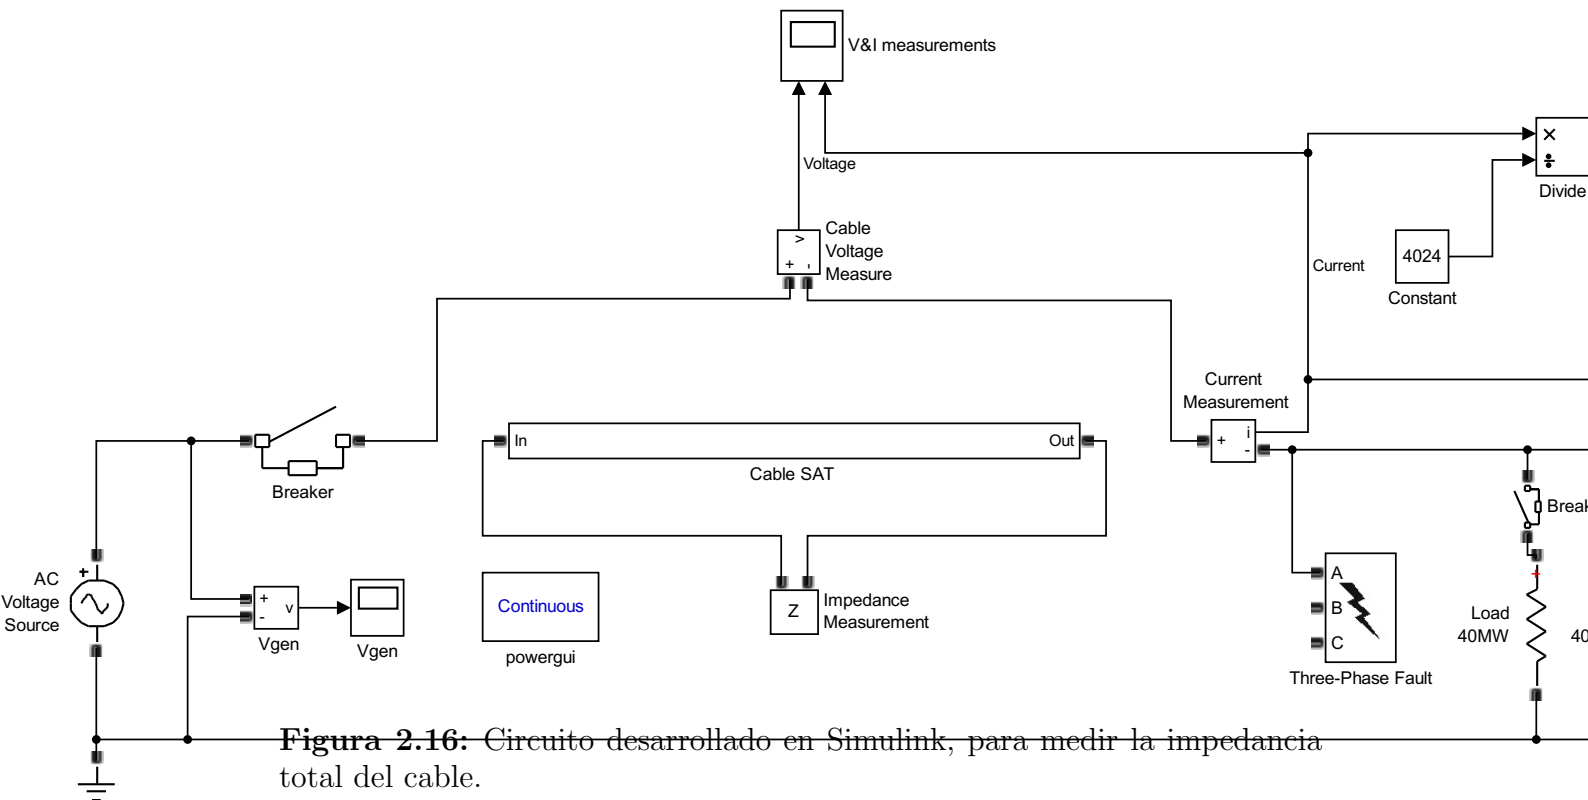 V&I measurements
Voltage
Cable
Voltage
Measure
+ -
v
×
÷
Divide
4024
Constant
Current
Current
Measurement
+
i
-
In
Out
Cable SAT
Breaker
Break
AC
Voltage
Source
+
+
-
v
Vgen
Vgen
Continuous
powergui
Z
Impedance
Measurement
A
B
C
Three-Phase Fault
+
Load
40MW
40
Figura 2.16: Circuito desarrollado en Simulink, para medir la impedancia
total del cable.